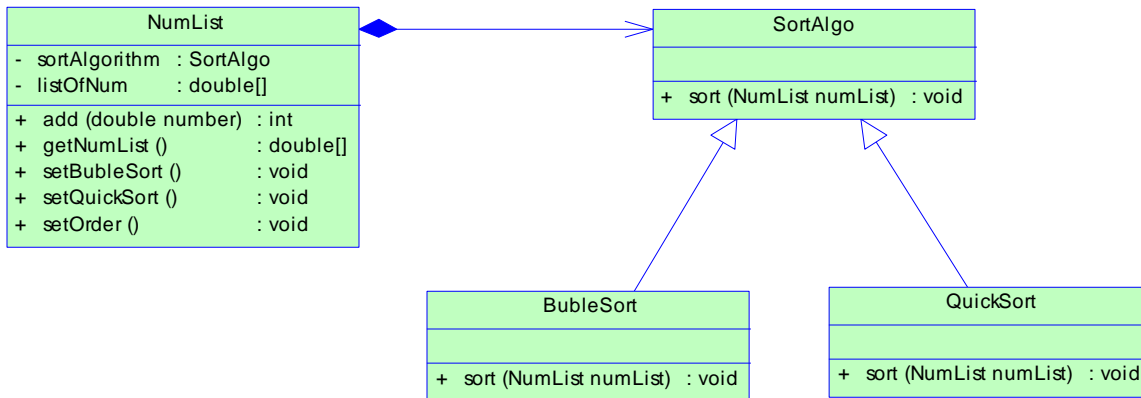 NumList
- sortAlgorithm : SortAlgo
- listOfNum : double[]
+ add (double number) : int
+ getNumList () : double[]
+ setBubleSort () : void
+ setQuickSort () : void
+ setOrder () : void
SortAlgo
+ sort (NumList numList) : void
BubleSort
+ sort (NumList numList) : void
QuickSort
+ sort (NumList numList) : void